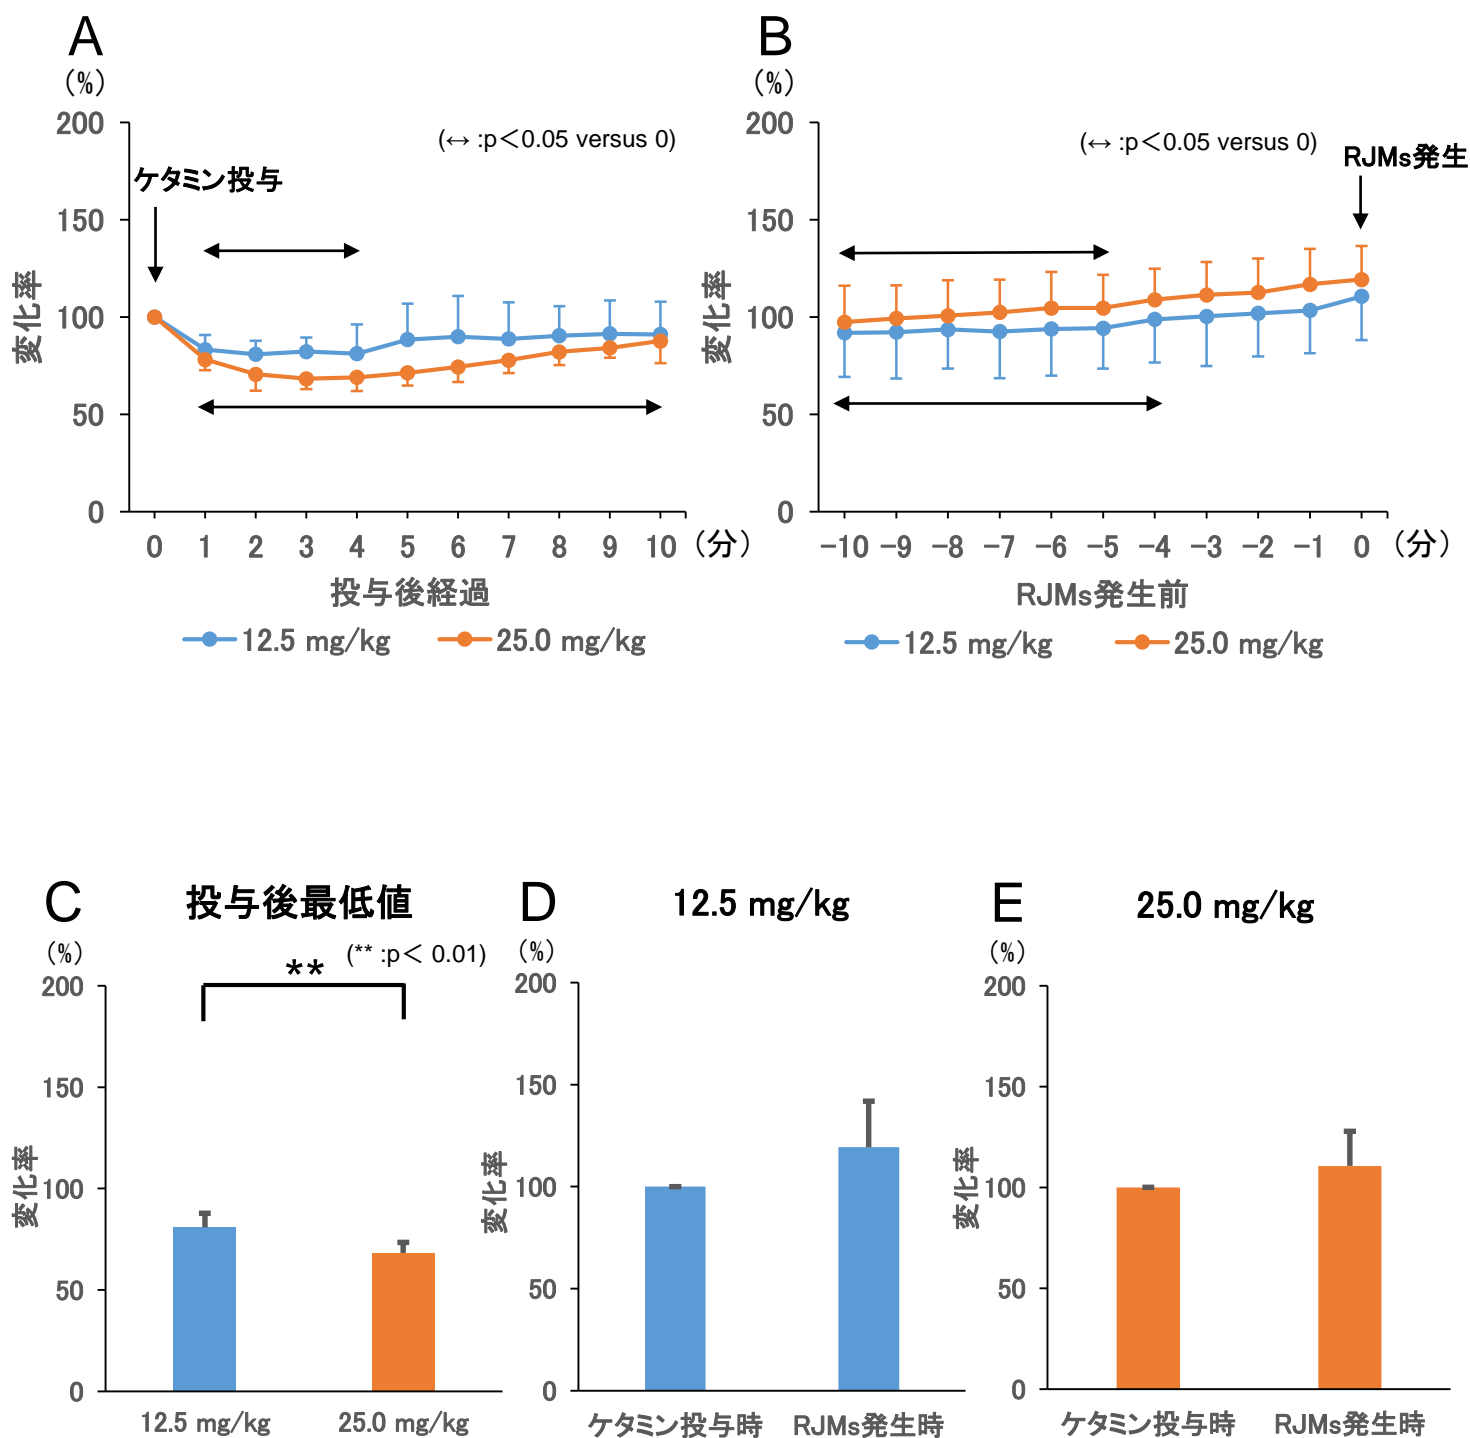 A
(%)
200
150
100
50
0
変化率
(↔ :p＜0.05 versus 0)
ケタミン投与
0 1 2 3 4 5 6 7 8 9 10 (分)
投与後経過
12.5 mg/kg 25.0 mg/kg
B
(%)
200
150
100
50
0
変化率
(↔ :p＜0.05 versus 0)
RJMs発生
−10 −9 −8 −7 −6 −5 −4 −3 −2 −1 0 (分)
RJMs発生前
12.5 mg/kg 25.0 mg/kg
C
投与後最低値
(%)
(** :p＜ 0.01)
**
200
150
100
50
0
変化率
12.5 mg/kg 25.0 mg/kg
D
12.5 mg/kg
(%)
200
150
100
50
0
変化率
ケタミン投与時 RJMs発生時
E
25.0 mg/kg
(%)
200
150
100
50
0
変化率
ケタミン投与時 RJMs発生時